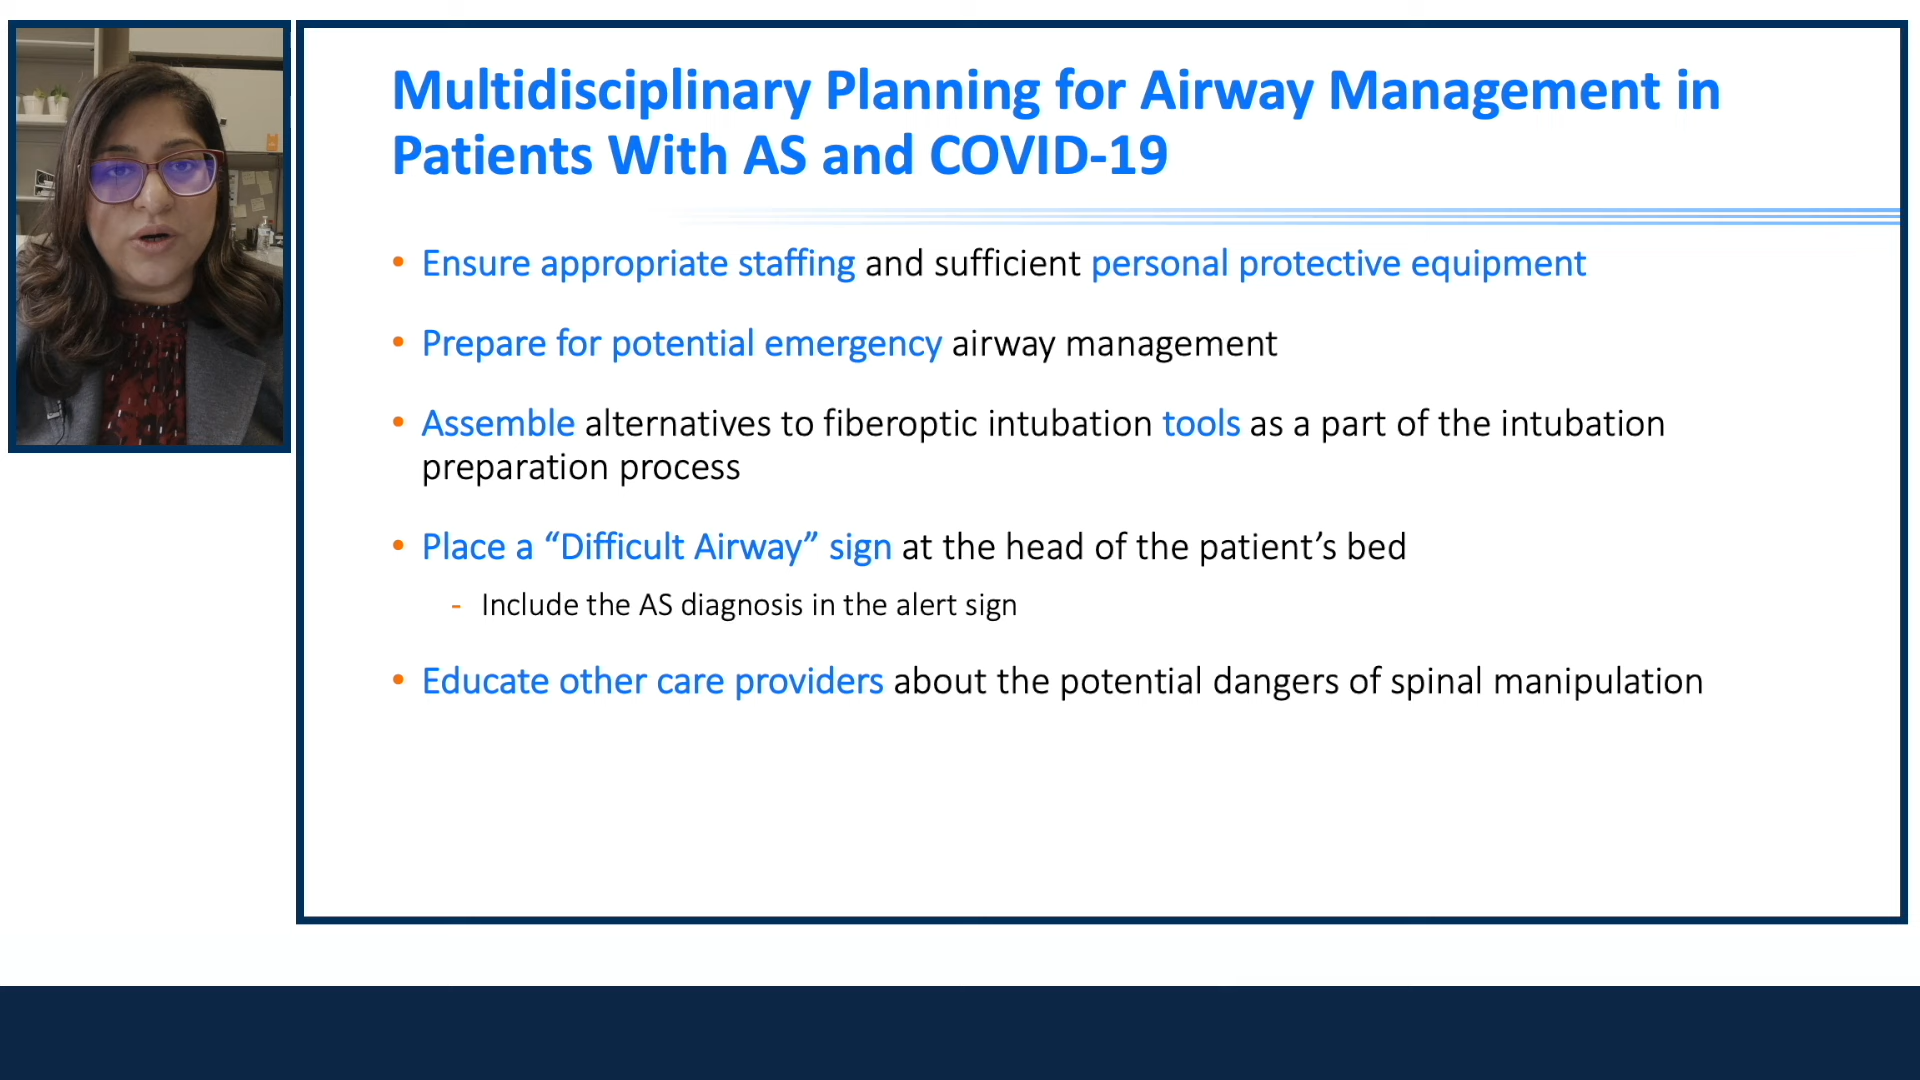 Multidisciplinary Planning for Airway Management in
Patients With AS and COVID-19
• Ensure appropriate staffing and sufficient personal protective equipment
• Prepare for potential emergency airway management
• Assemble alternatives to fiberoptic intubation tools as a part of the intubation
preparation process
• Place a “Difficult Airway” sign at the head of the patient’s bed
- Include the AS diagnosis in the alert sign
• Educate other care providers about the potential dangers of spinal manipulation